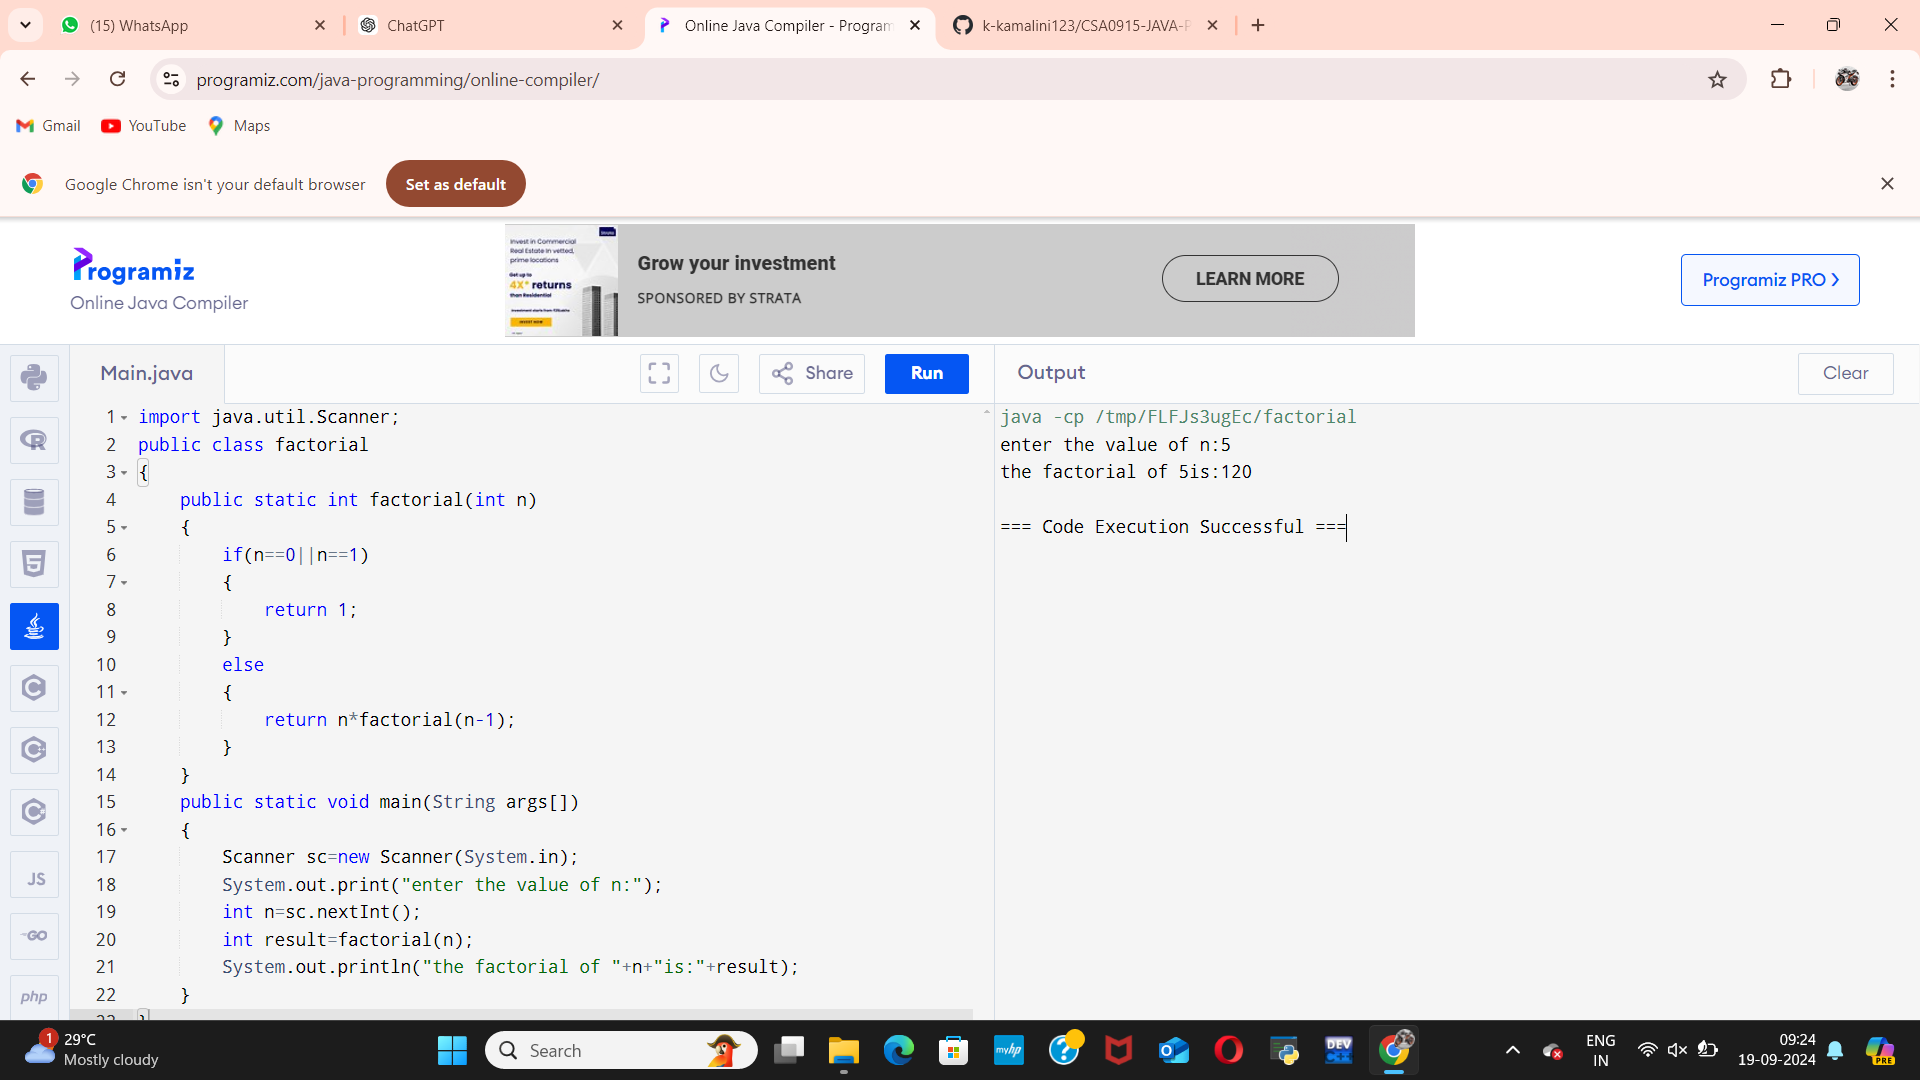 (15) WhatsApp
ChatGPT
Online Java Compiler - Program
k-kamalini123/CSA0915-JAVA-P
programiz.com/java-programming/online-compiler/
Gmail
YouTube
Maps
Google Chrome isn't your default browser
Set as default
Programiz
Online Java Compiler
Invest in Commercial
Real Estate in vetted,
prime locations
Get up to
4X* returns
than Residential
INVEST NOW
Grow your investment
SPONSORED BY STRATA
LEARN MORE
Programiz PRO
Main.java
Share
Run
Output
Clear
1 import java.util.Scanner;
2 public class factorial
3 {
4 public static int factorial(int n)
5 {
6 if(n==0||n==1)
7 {
8 return 1;
9 }
10 else
11 {
12 return n*factorial(n-1);
13 }
14 }
15 public static void main(String args[])
16 {
17 Scanner sc=new Scanner(System.in);
18 System.out.print("enter the value of n:");
19 int n=sc.nextInt();
20 int result=factorial(n);
21 System.out.println("the factorial of "+n+"is:"+result);
22 }
23 }
java -cp /tmp/FLFJs3ugEc/factorial
enter the value of n:5
the factorial of 5is:120
=== Code Execution Successful ===
JS
GO
php
1
29°C
Mostly cloudy
Search
myhp
DEV
C++
ENG
IN
09:24
19-09-2024
PRE